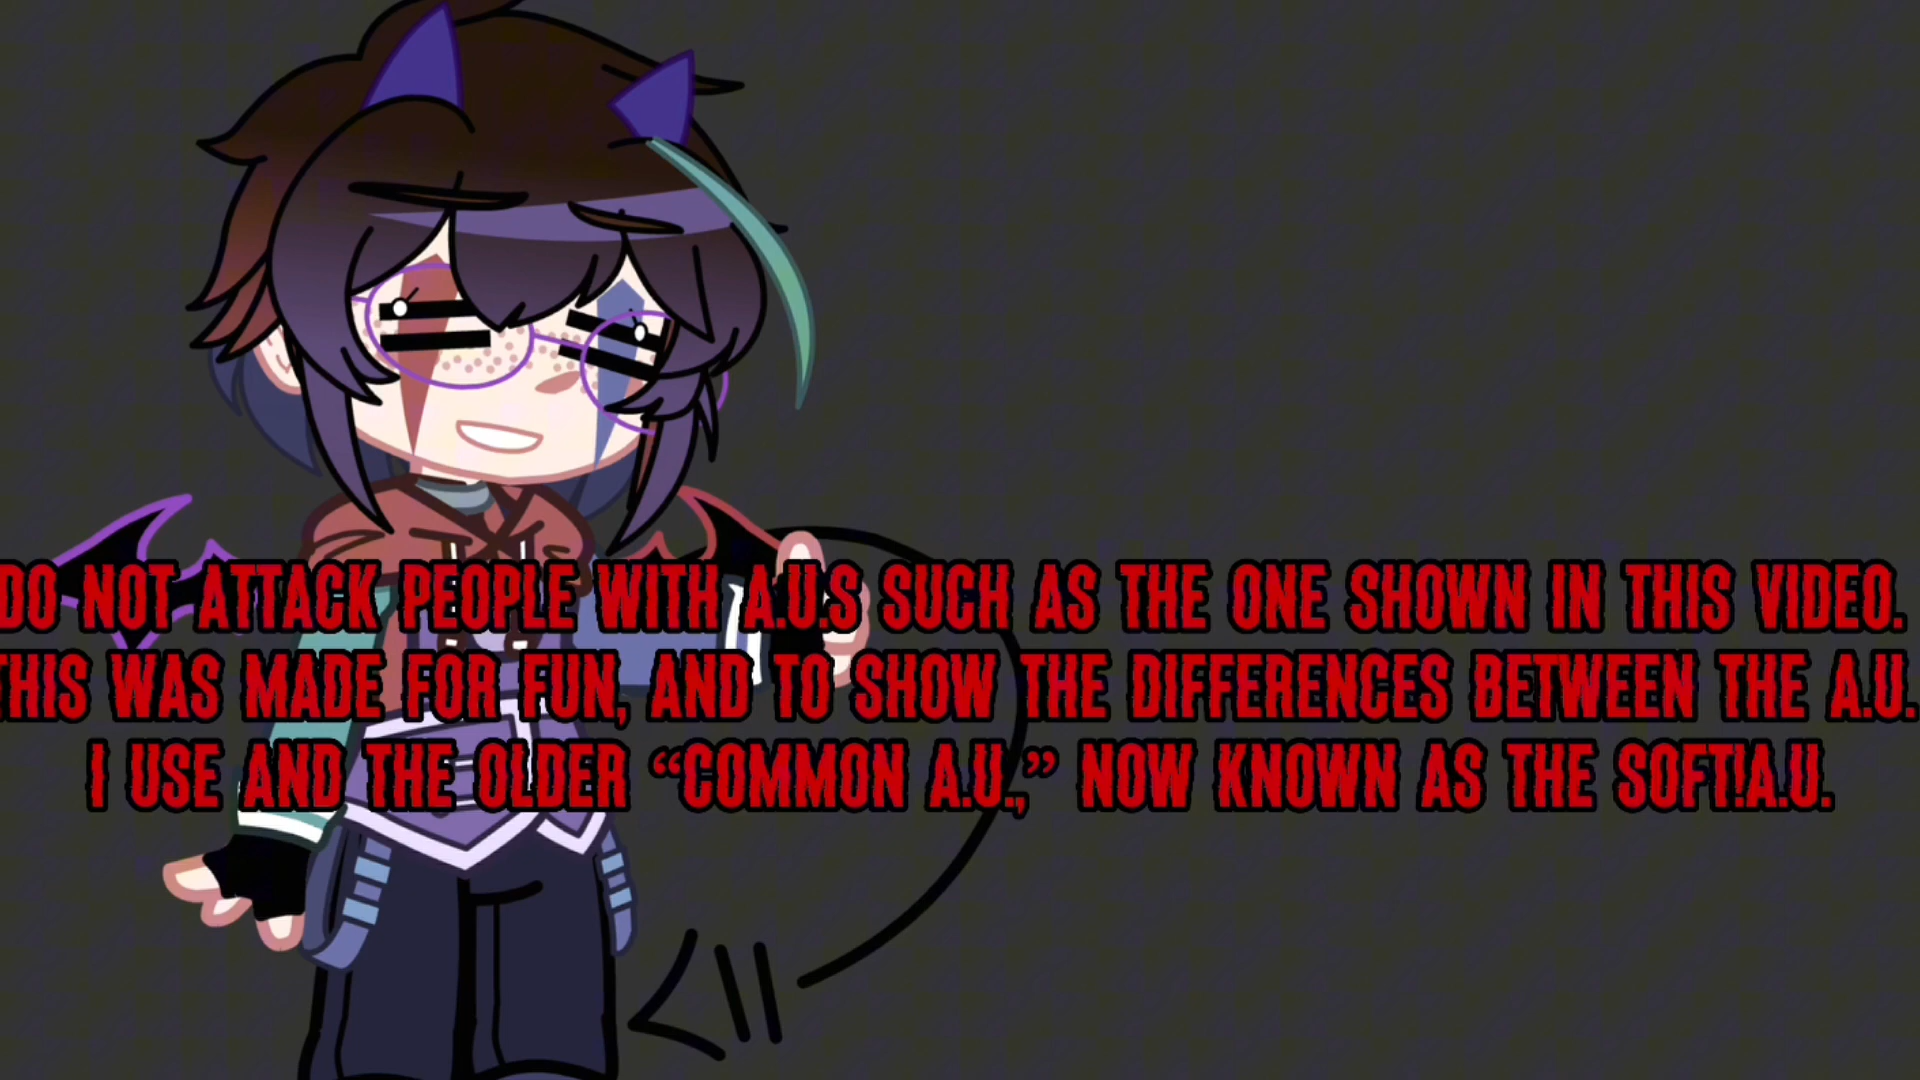 DO NOT ATTACK PEOPLE WITH A.U.S SUCH AS THE ONE SHOWN IN THIS VIDEO.
THIS WAS MADE FOR FUN, AND TO SHOW THE DIFFERENCES BETWEEN THE A.U.
I USE AND THE OLDER “COMMON A.U.,” NOW KNOWN AS THE SOFT!A.U.